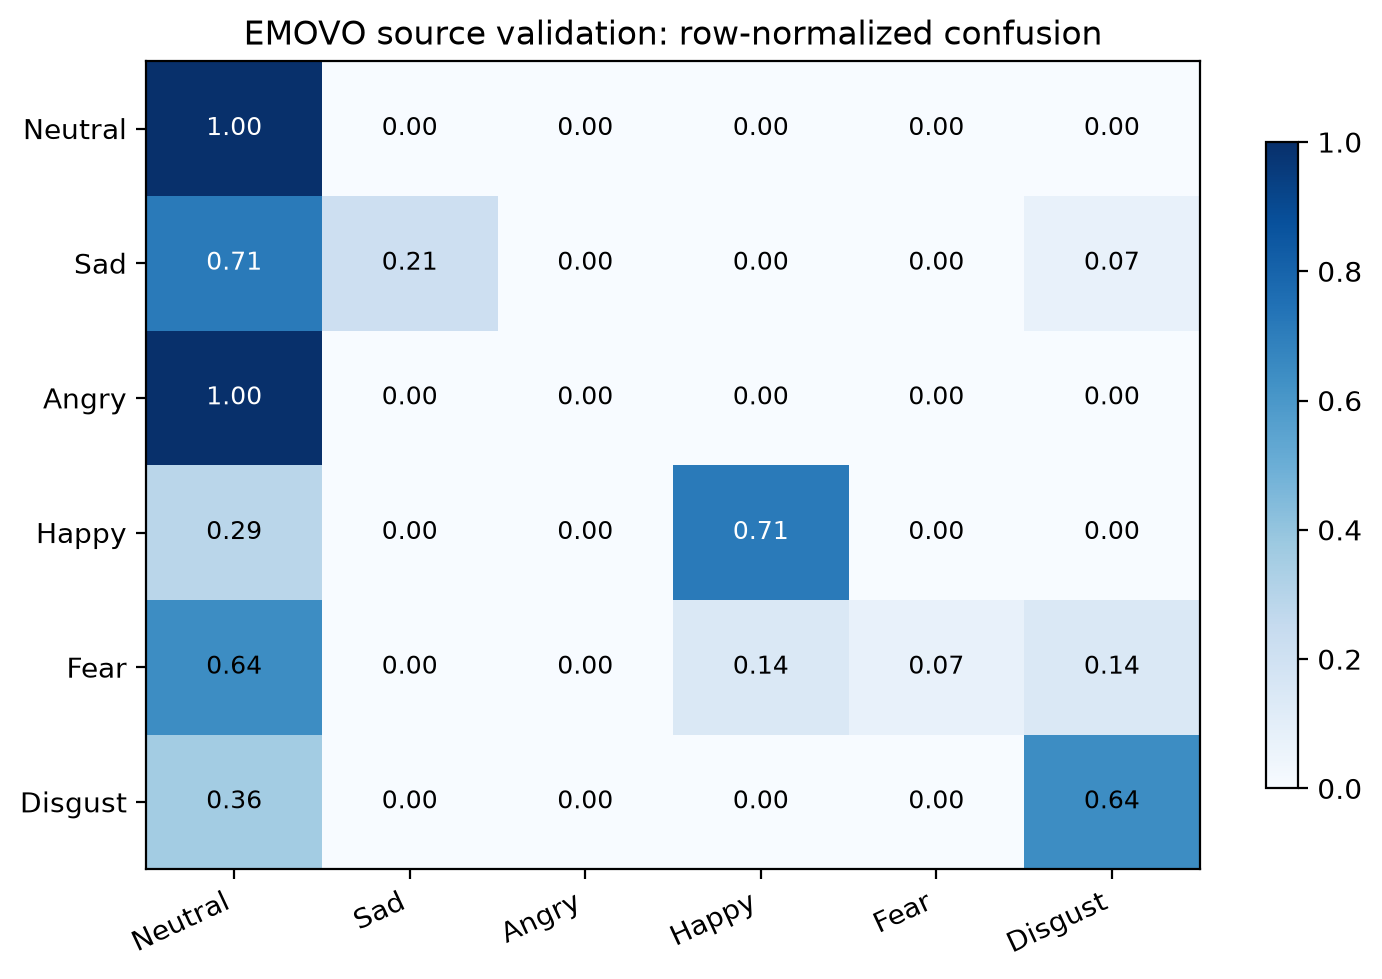 EMOVO source validation: row-normalized confusion
Neutral 1.00 0.00 0.00 0.00 0.00 0.00
Sad 0.71 0.21 0.00 0.00 0.00 0.07
Angry 1.00 0.00 0.00 0.00 0.00 0.00
Happy 0.29 0.00 0.00 0.71 0.00 0.00
Fear 0.64 0.00 0.00 0.14 0.07 0.14
Disgust 0.36 0.00 0.00 0.00 0.00 0.64
Neutral Sad Angry Happy Fear Disgust
1.0
0.8
0.6
0.4
0.2
0.0